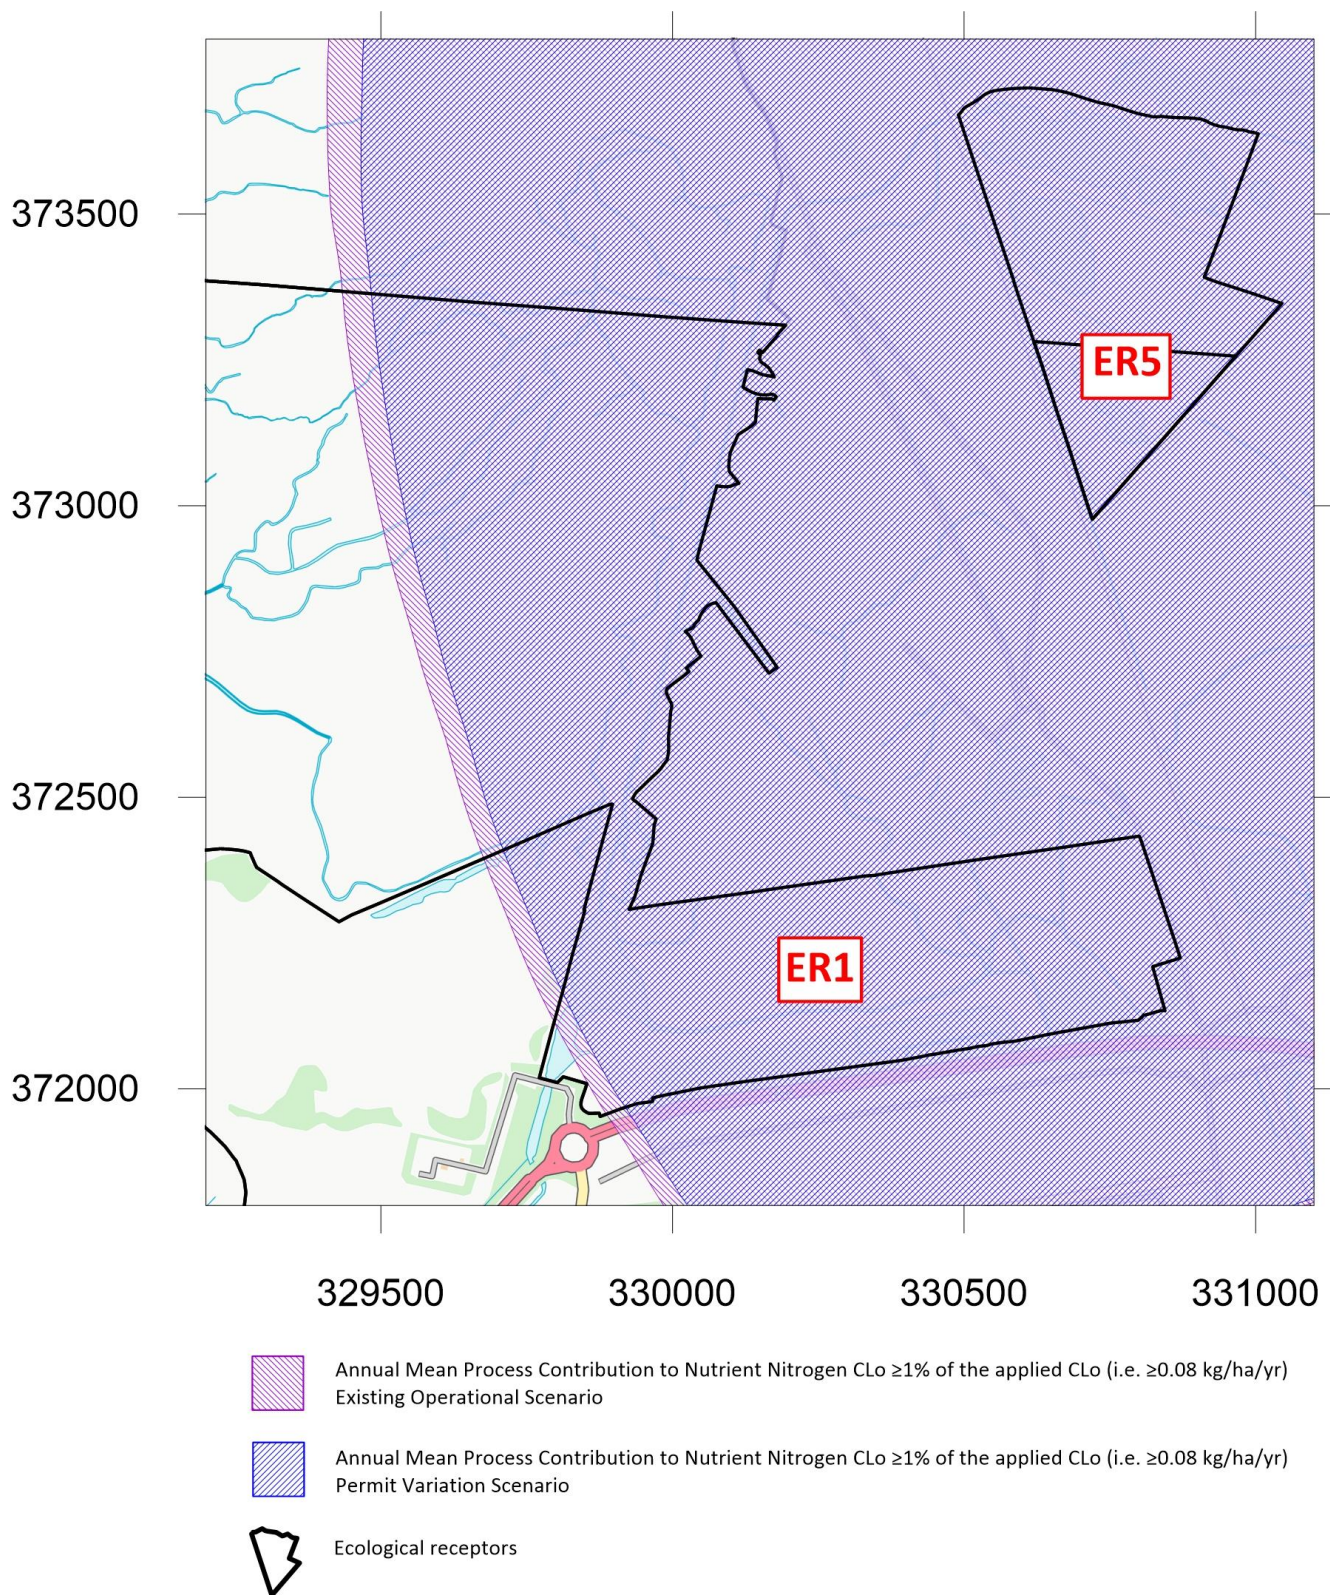 373500
ER5
373000
372500
ER1
372000
329500 330000 330500 331000
Annual Mean Process Contribution to Nutrient Nitrogen CLo ≥1% of the applied CLo (i.e. ≥0.08 kg/ha/yr)
Existing Operational Scenario
Annual Mean Process Contribution to Nutrient Nitrogen CLo ≥1% of the applied CLo (i.e. ≥0.08 kg/ha/yr)
Permit Variation Scenario
Ecological receptors